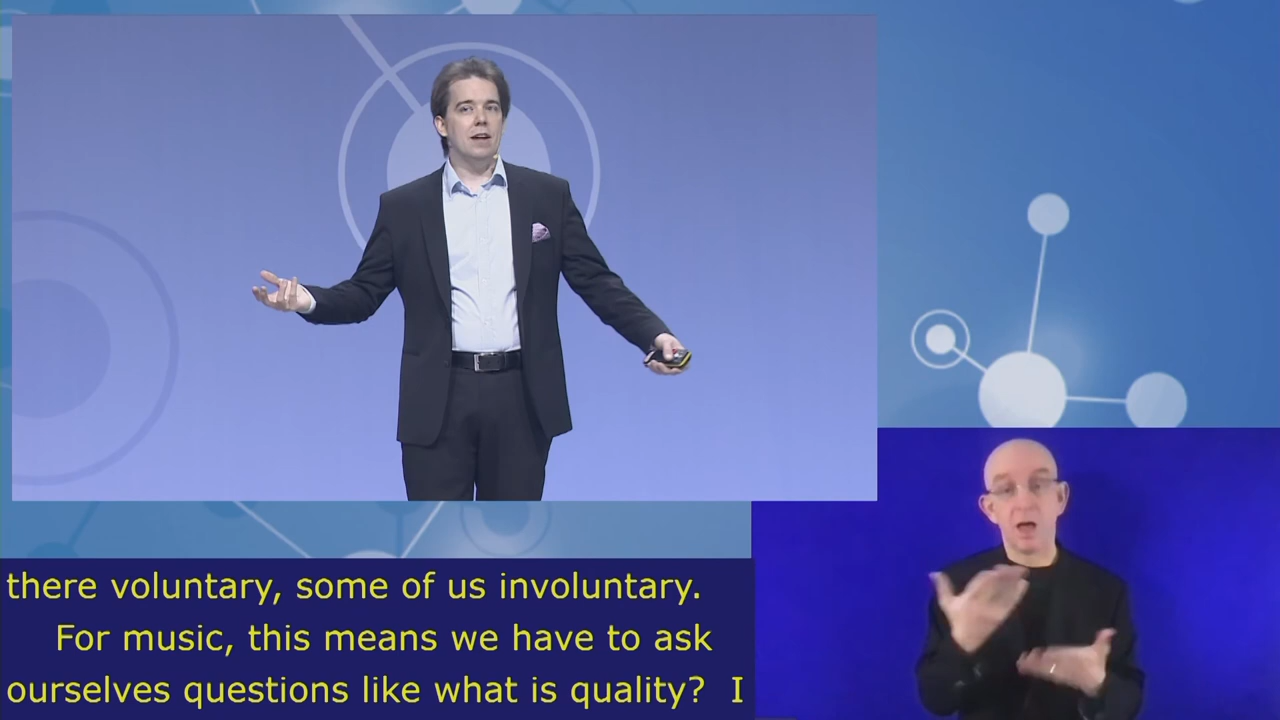 there voluntary, some of us involuntary.
For music, this means we have to ask
ourselves questions like what is quality?  I